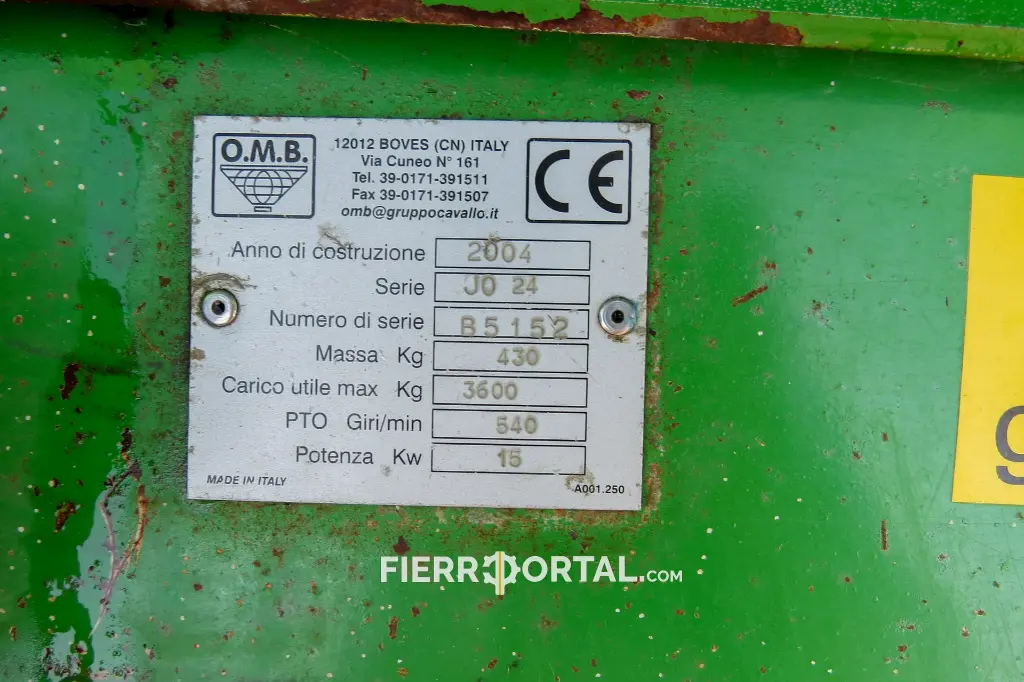 O.M.B.
12012 BOVES (CN) ITALY
Via Cuneo N° 161
Tel. 39-0171-391511
Fax 39-0171-391507
omb@gruppocavallo.it
CE
Anno di costruzione 2004
Serie JO 24
Numero di serie B5152
Massa Kg 430
Carico utile max Kg 3600
PTO Giri/min 540
Potenza Kw 15
MADE IN ITALY
A001.250
g
FIERROPORTAL.COM